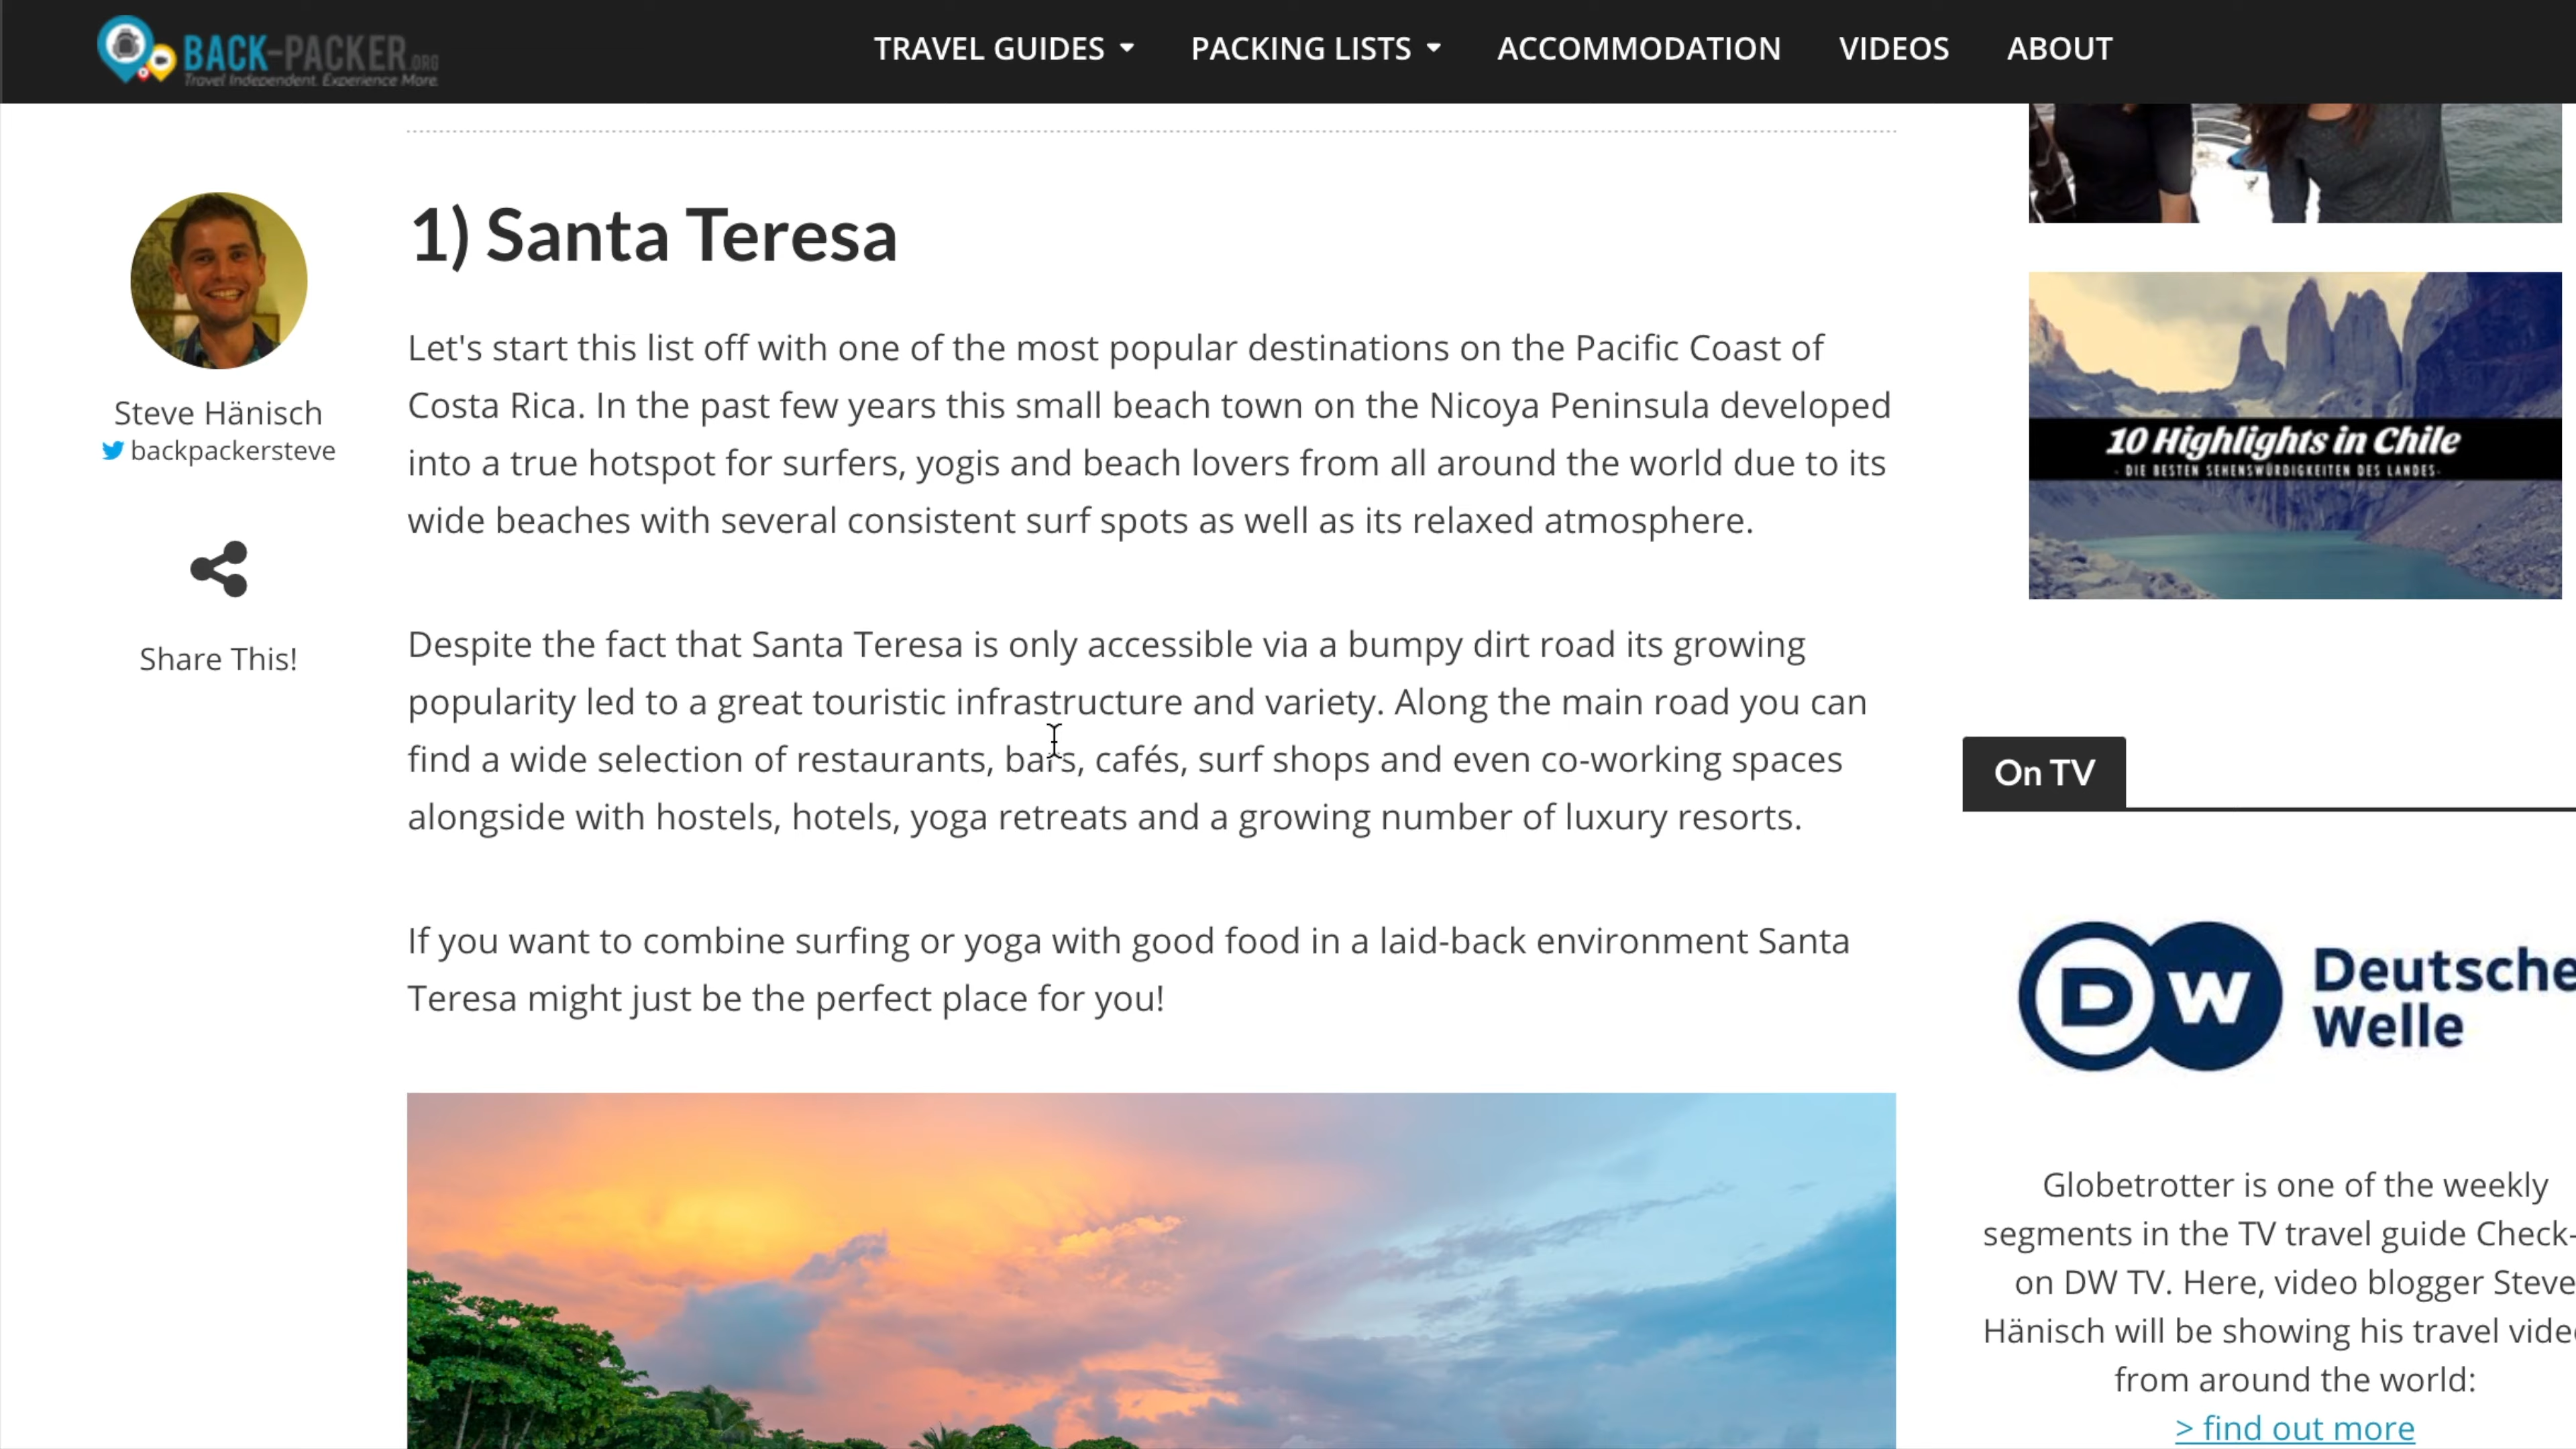 BACK-PACKER.ORG
Travel Independent. Experience More.
TRAVEL GUIDES
PACKING LISTS
ACCOMMODATION
VIDEOS
ABOUT
Steve Hänisch
backpackersteve
Share This!
1) Santa Teresa
Let's start this list off with one of the most popular destinations on the Pacific Coast of
Costa Rica. In the past few years this small beach town on the Nicoya Peninsula developed
into a true hotspot for surfers, yogis and beach lovers from all around the world due to its
wide beaches with several consistent surf spots as well as its relaxed atmosphere.
Despite the fact that Santa Teresa is only accessible via a bumpy dirt road its growing
popularity led to a great touristic infrastructure and variety. Along the main road you can
find a wide selection of restaurants, bars, cafés, surf shops and even co-working spaces
alongside with hostels, hotels, yoga retreats and a growing number of luxury resorts.
If you want to combine surfing or yoga with good food in a laid-back environment Santa
Teresa might just be the perfect place for you!
10 Highlights in Chile
- DIE BESTEN SEHENSWÜRDIGKEITEN DES LANDES-
On TV
DW
Deutsche
Welle
Globetrotter is one of the weekly
segments in the TV travel guide Check-
on DW TV. Here, video blogger Steve
Hänisch will be showing his travel
from around the world:
> find out more